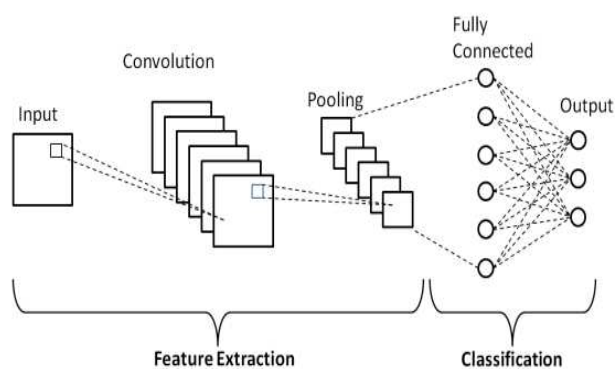 Fully
Connected
Convolution
Pooling
Output
Input
Feature Extraction
Classification